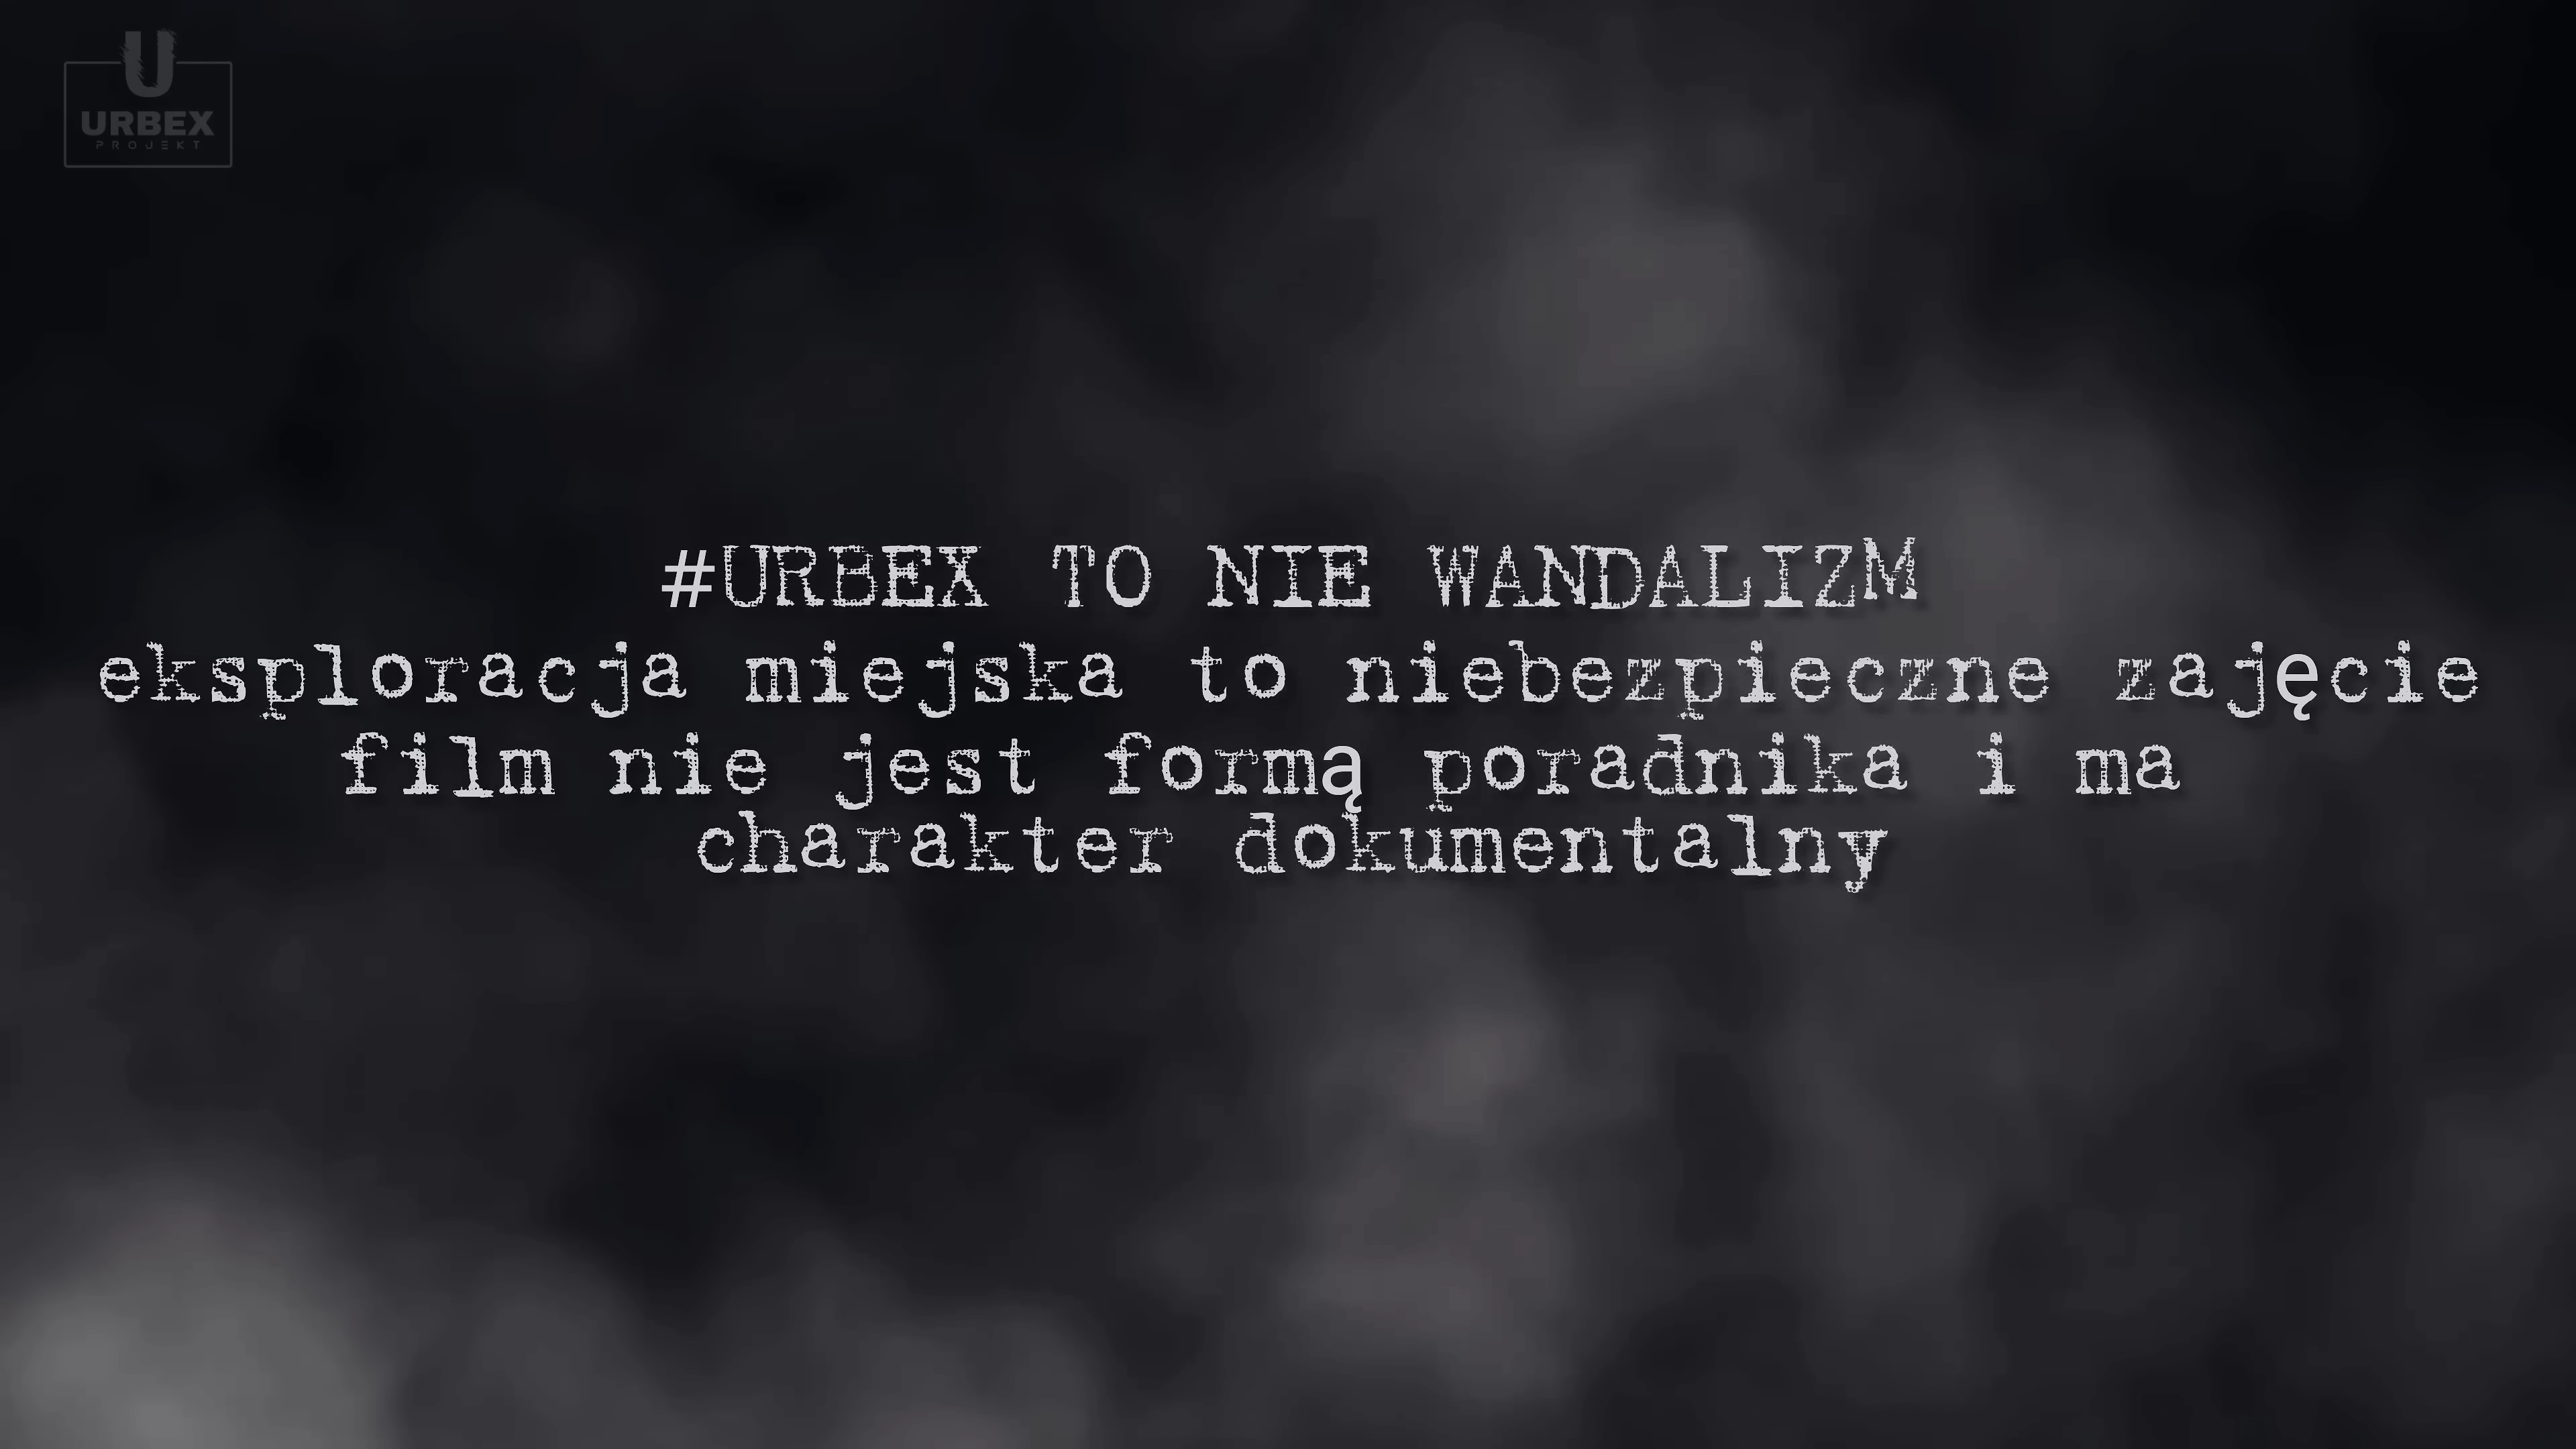 U
URBEX
PROJEKT
#URBEX TO NIE WANDALIZM
eksploracja miejska to niebezpieczne zajęcie
film nie jest formą poradnika i ma
charakter dokumentalny